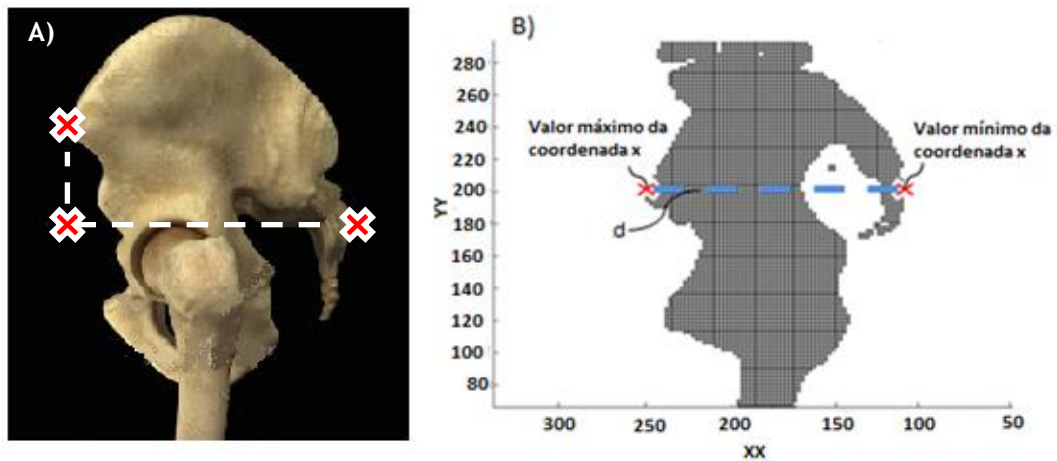 A)
B)
280
260
240
220
200
180
160
140
120
100
80
YY
Valor máximo da
coordenada x
Valor mínimo da
coordenada x
d
300
250
200
150
100
50
XX